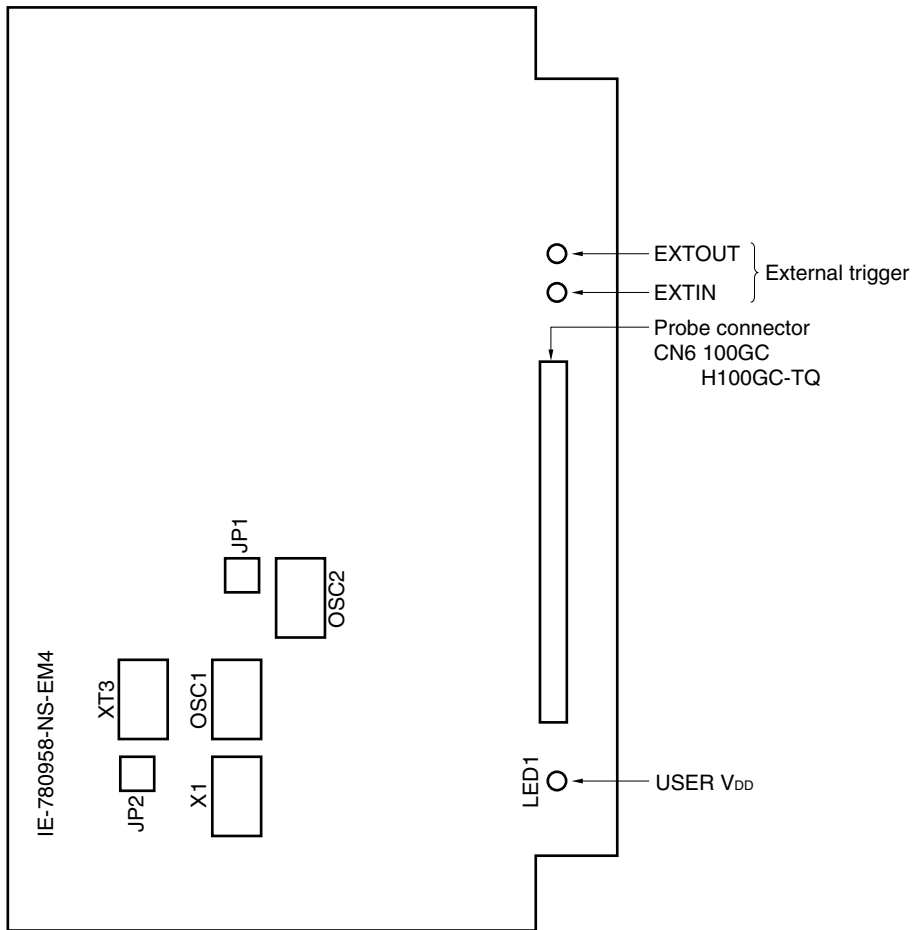 EXTOUT
EXTIN
External trigger
Probe connector
CN6 100GC
H100GC-TQ
JP1
OSC2
IE-780958-NS-EM4
XT3
OSC1
JP2
X1
LED1
USER VDD